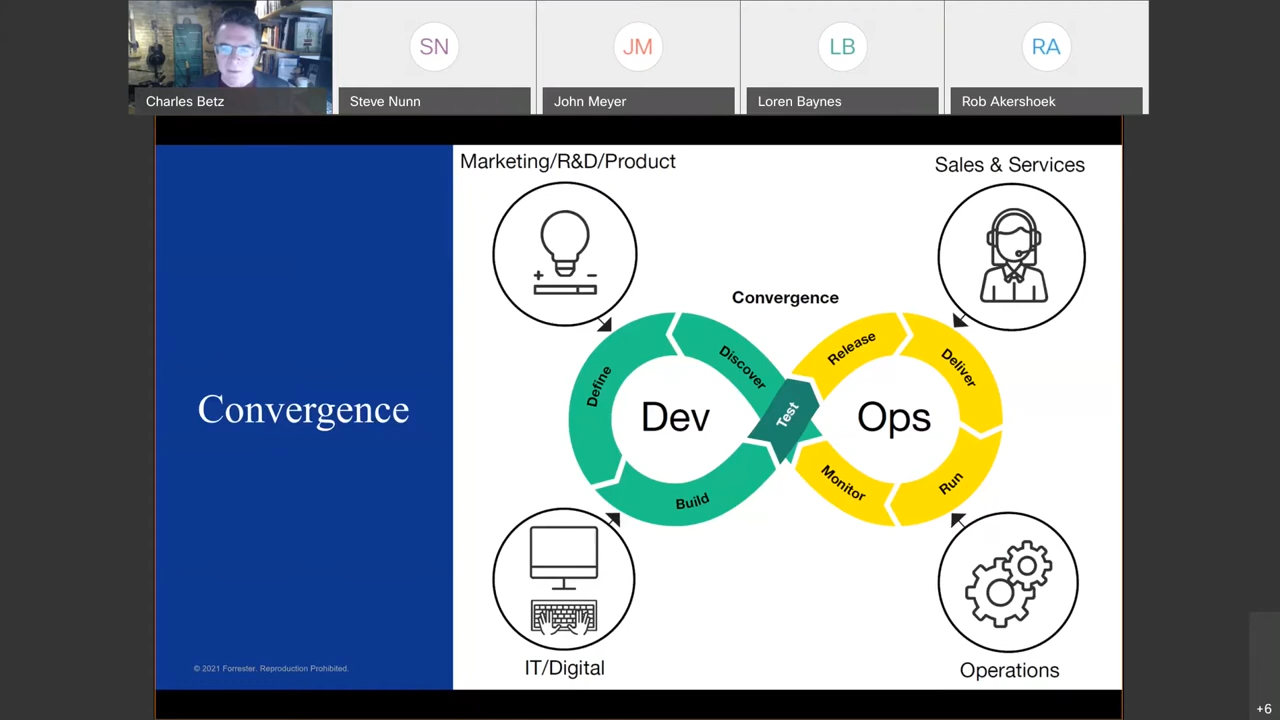 SN
JM
LB
RA
Charles Betz
Steve Nunn
John Meyer
Loren Baynes
Rob Akershoek
Marketing/R&D/Product
Sales & Services
Convergence
Convergence
Define
Discover
Test
Build
Dev
Release
Deliver
Run
Monitor
Ops
IT/Digital
Operations
© 2021 Forrester. Reproduction Prohibited.
+6